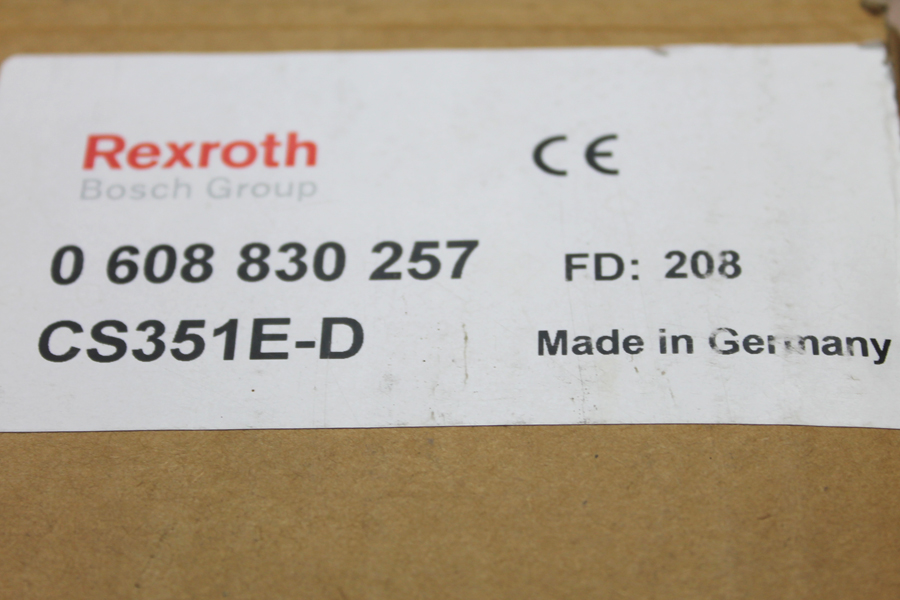 Rexroth
Bosch Group
CE
0 608 830 257
FD: 208
CS351E-D
Made in Germany